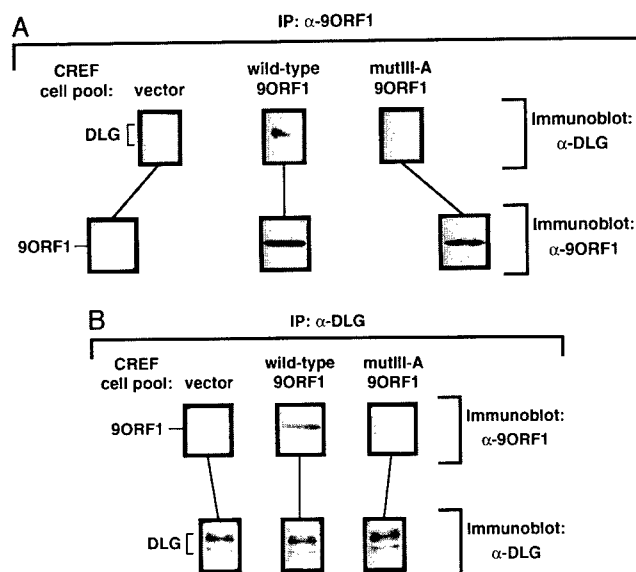 A
IP: α-9ORF1
CREF
cell pool: vector
wild-type
9ORF1
mutIII-A
9ORF1
DLG
Immunoblot:
α-DLG
9ORF1
Immunoblot:
α-9ORF1
B
IP: α-DLG
CREF
cell pool: vector
wild-type
9ORF1
mutIII-A
9ORF1
9ORF1
Immunoblot:
α-9ORF1
DLG
Immunoblot:
α-DLG